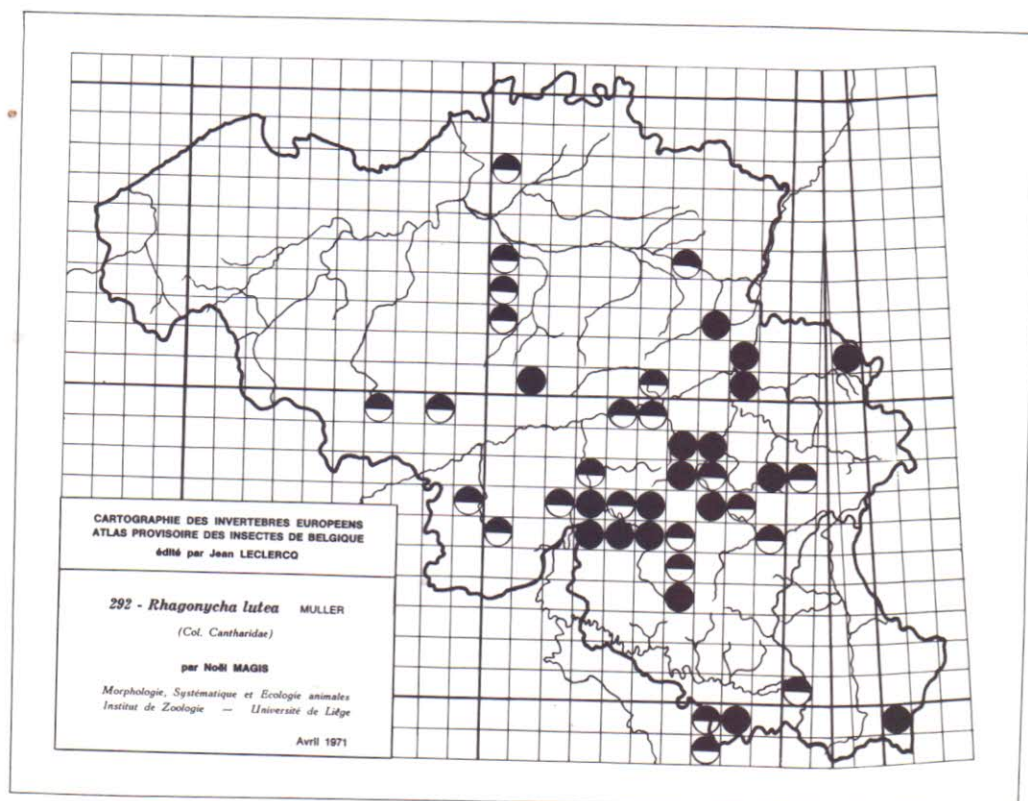 CARTOGRAPHIE DES INVERTEBRES EUROPEENS
ATLAS PROVISOIRE DES INSECTES DE BELGIQUE
édité par Jean LECLERCQ
292 - Rhagonycha lutea MULLER
(Col. Cantharidae)
par Noël MAGIS
Morphologie, Systématique et Ecologie animales
Institut de Zoologie — Université de Liège
Avril 1971